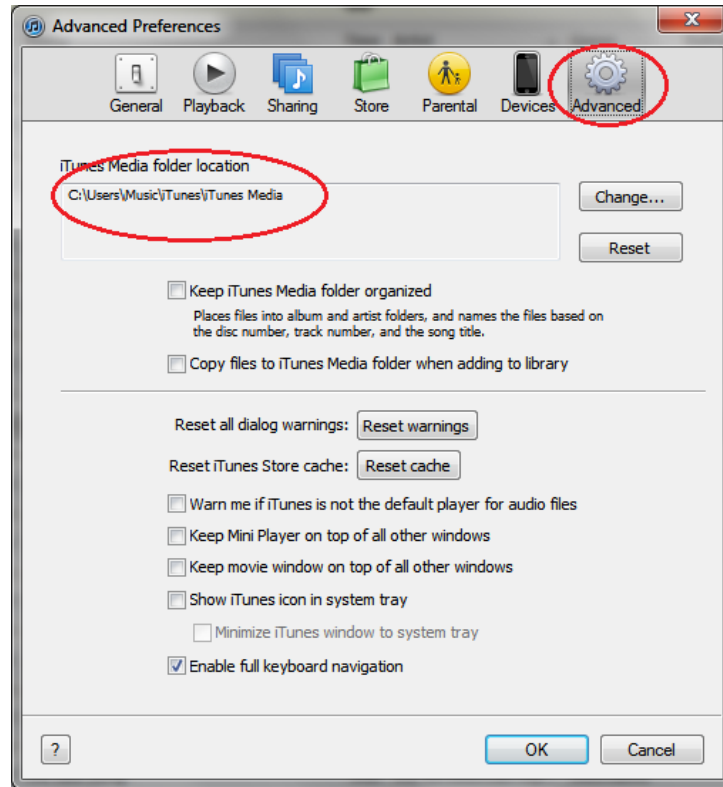 Advanced Preferences
General Playback Sharing Store Parental Devices Advanced
iTunes Media folder location
C:\Users\Music\iTunes\iTunes Media
Change...
Reset
Keep iTunes Media folder organized
Places files into album and artist folders, and names the files based on
the disc number, track number, and the song title.
Copy files to iTunes Media folder when adding to library
Reset all dialog warnings: Reset warnings
Reset iTunes Store cache: Reset cache
Warn me if iTunes is not the default player for audio files
Keep Mini Player on top of all other windows
Keep movie window on top of all other windows
Show iTunes icon in system tray
Minimize iTunes window to system tray
Enable full keyboard navigation
? OK Cancel